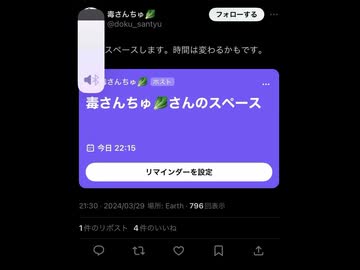 毒さんちゅ🥬
@doku_santyu
フォローする
スペースします。時間は変わるかもです。
さんちゅ🥬 ホスト
毒さんちゅ🥬さんのスペース
今日 22:15
リマインダーを設定
21:30 · 2024/03/29 場所: Earth · 796回表示
1件のリポスト 4件のいいね